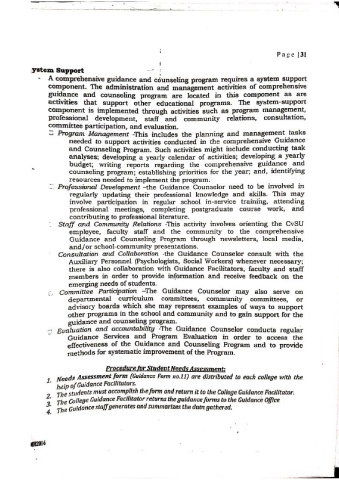 Page |31
ystem Support
- A comprehensive guidance and counseling program requires a system support
component. The administration and management activities of comprehensive
guidance and counseling program are located in this component as are
activities that support other educational programs. The system-support
component is implemented through activities such as program management,
professional development, staff and community relations, consultation,
committee participation, and evaluation.
Program Management -This includes the planning and management tasks
needed to support activities conducted in the comprehensive Guidance
and Counseling Program. Such activities might include conducting task
analyses; developing a yearly calendar of activities; developing a yearly
budget; writing reports regarding the comprehensive guidance and
counseling program; establishing priorities for the year; and, identifying
resources needed to implement the program.
Professional Development -the Guidance Counselor need to be involved in
regularly updating their professional knowledge and skills. This may
involve participation in regular school in-service training, attending
professional meetings, completing postgraduate course work, and
contributing to professional literature.
Staff and Community Relations -This activity involves orienting the CvSU
employee, faculty staff and the community to the comprehensive
Guidance and Counseling Program through newsletters, local media,
and/or school-community presentations.
Consultation and Collaboration -the Guidance Counselor consult with the
Auxiliary Personnel (Psychologists, Social Workers) whenever necessary;
there is also collaboration with Guidance Facilitators, faculty and staff
members in order to provide information and receive feedback on the
emerging needs of students.
Committee Participation -The Guidance Counselor may also serve on
departmental curriculum committees, community committees, or
advisory boards which she may represent examples of ways to support
other programs in the school and community and to gain support for the
guidance and counseling program.
Evaluation and accountability -The Guidance Counselor conducts regular
Guidance Services and Program Evaluation in order to access the
effectiveness of the Guidance and Counseling Program and to provide
methods for systematic improvement of the Program.
Procedure for Student Needs Assessment:
1. Needs Assessment form (Guidance Form no.11) are distributed to each college with the
help of Guidance Facilitators.
2. The students must accomplish the form and return it to the College Guidance Facilitator.
3. The College Guidance Facilitator returns the guidance forms to the Guidance Office
4. The Guidance staff generates and summarizes the data gathered.